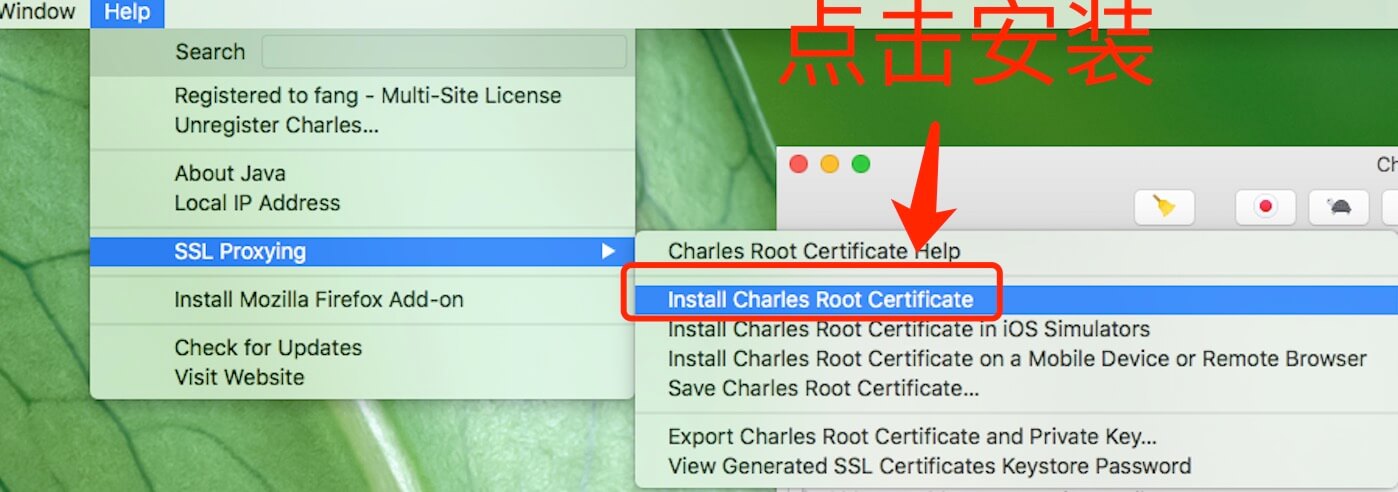 Window Help
点击安装
Search
Registered to fang - Multi-Site License
Unregister Charles...
About Java
Local IP Address
SSL Proxying
Install Mozilla Firefox Add-on
Check for Updates
Visit Website
Charles Root Certificate Help
Install Charles Root Certificate
Install Charles Root Certificate in iOS Simulators
Install Charles Root Certificate on a Mobile Device or Remote Browser
Save Charles Root Certificate...
Export Charles Root Certificate and Private Key...
View Generated SSL Certificates Keystore Password